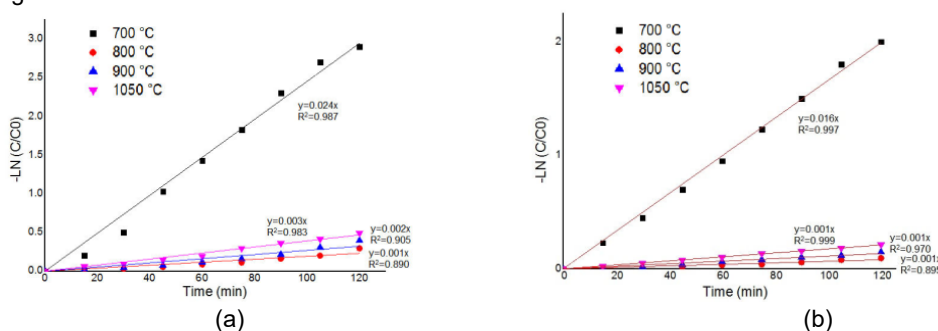 3.0
2.5
2.0
1.5
1.0
0.5
0.0
-LN (C/C0)
700 °C
800 °C
900 °C
1050 °C
y=0.024x
R²=0.987
y=0.003x
R²=0.983
y=0.002x
R²=0.905
y=0.001x
R²=0.890
0 20 40 60 80 100 120
Time (min)
(a)
2
1
0
-LN (C/C0)
700 °C
800 °C
900 °C
1050 °C
y=0.016x
R²=0.997
y=0.001x
R²=0.999
y=0.001x
R²=0.970
y=0.001x
R²=0.895
0 20 40 60 80 100 120
Time (min)
(b)